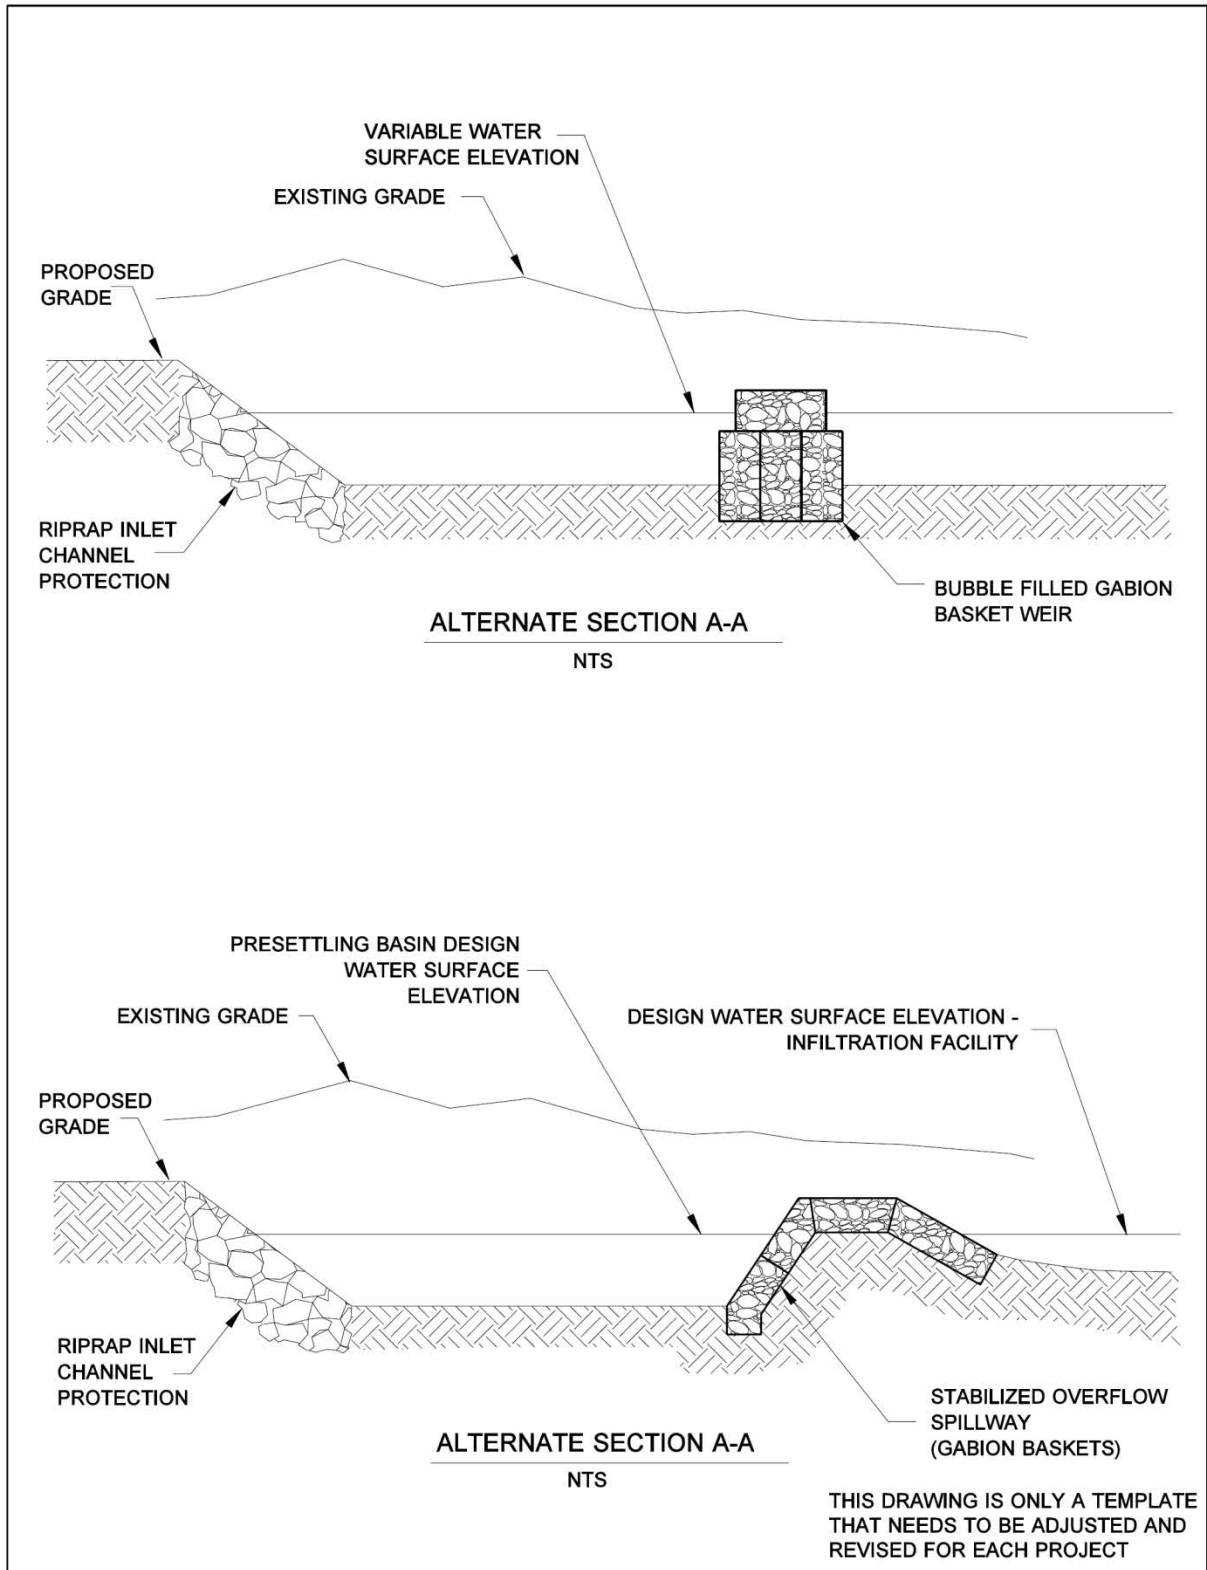 VARIABLE WATER
SURFACE ELEVATION
EXISTING GRADE
PROPOSED
GRADE
RIPRAP INLET
CHANNEL
PROTECTION
BUBBLE FILLED GABION
BASKET WEIR
ALTERNATE SECTION A-A
NTS
PRESETTLING BASIN DESIGN
WATER SURFACE
ELEVATION
EXISTING GRADE
DESIGN WATER SURFACE ELEVATION -
INFILTRATION FACILITY
PROPOSED
GRADE
RIPRAP INLET
CHANNEL
PROTECTION
STABILIZED OVERFLOW
SPILLWAY
(GABION BASKETS)
ALTERNATE SECTION A-A
NTS
THIS DRAWING IS ONLY A TEMPLATE
THAT NEEDS TO BE ADJUSTED AND
REVISED FOR EACH PROJECT